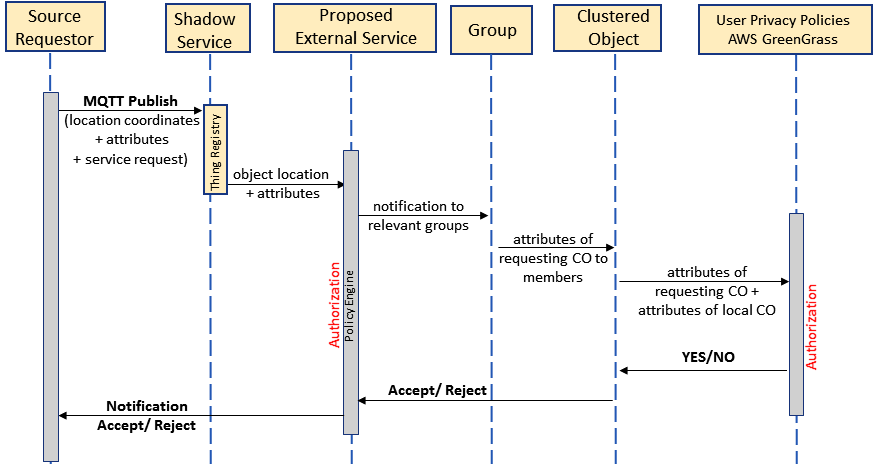 Source
Requestor
Shadow
Service
Proposed
External Service
Group
Clustered
Object
User Privacy Policies
AWS GreenGrass
MQTT Publish
(location coordinates
+ attributes
+ service request)
Thing Registry
object location
+ attributes
notification to
relevant groups
attributes of
requesting CO to
members
attributes of
requesting CO +
attributes of local CO
Authorization
Policy Engine
Authorization
YES/NO
Accept/ Reject
Notification
Accept/ Reject